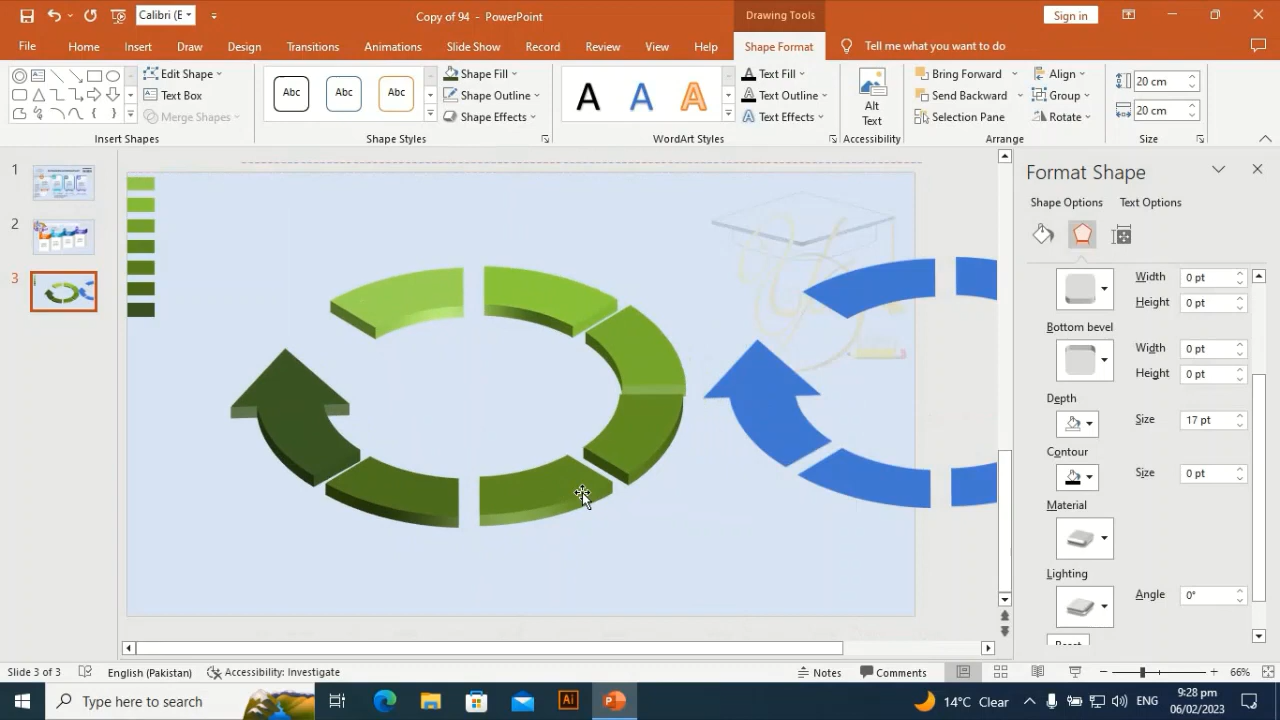 Calibri (E
Copy of 94 - PowerPoint
Drawing Tools
Sign in
File
Home
Insert
Draw
Design
Transitions
Animations
Slide Show
Record
Review
View
Help
Shape Format
Tell me what you want to do
Edit Shape
Text Box
Merge Shapes
Insert Shapes
Abc
Abc
Abc
Shape Fill
Shape Outline
Shape Effects
Shape Styles
A
A
A
Text Fill
Text Outline
Text Effects
WordArt Styles
Alt
Text
Accessibility
Bring Forward
Send Backward
Selection Pane
Align
Group
Rotate
Arrange
20 cm
20 cm
Size
1
2
3
Format Shape
Shape Options
Text Options
Width
0 pt
Height
0 pt
Bottom bevel
Width
0 pt
Height
0 pt
Depth
Size
17 pt
Contour
Size
0 pt
Material
Lighting
Angle
0°
Reset
Slide 3 of 3
English (Pakistan)
Accessibility: Investigate
Notes
Comments
66%
Type here to search
Ai
14°C Clear
ENG
9:28 pm
06/02/2023